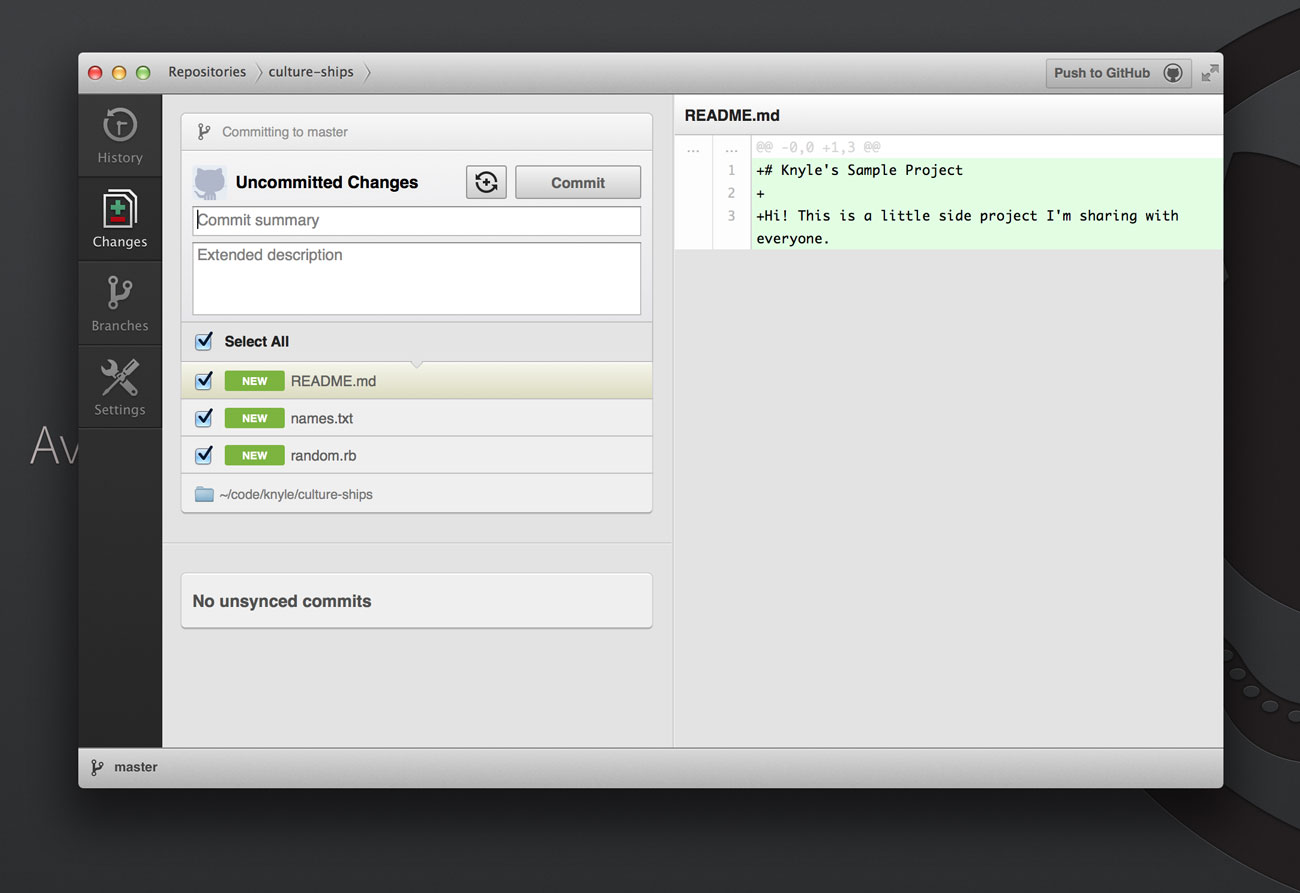 Repositories culture-ships
Push to GitHub
History
Changes
Branches
Settings
Committing to master
Uncommitted Changes
Commit
Commit summary
Extended description
Select All
NEW README.md
NEW names.txt
NEW random.rb
~/code/knyle/culture-ships
No unsynced commits
README.md
... ... @@ -0,0 +1,3 @@
1 +# Knyle's Sample Project
2 +
3 +Hi! This is a little side project I'm sharing with
everyone.
Av
master